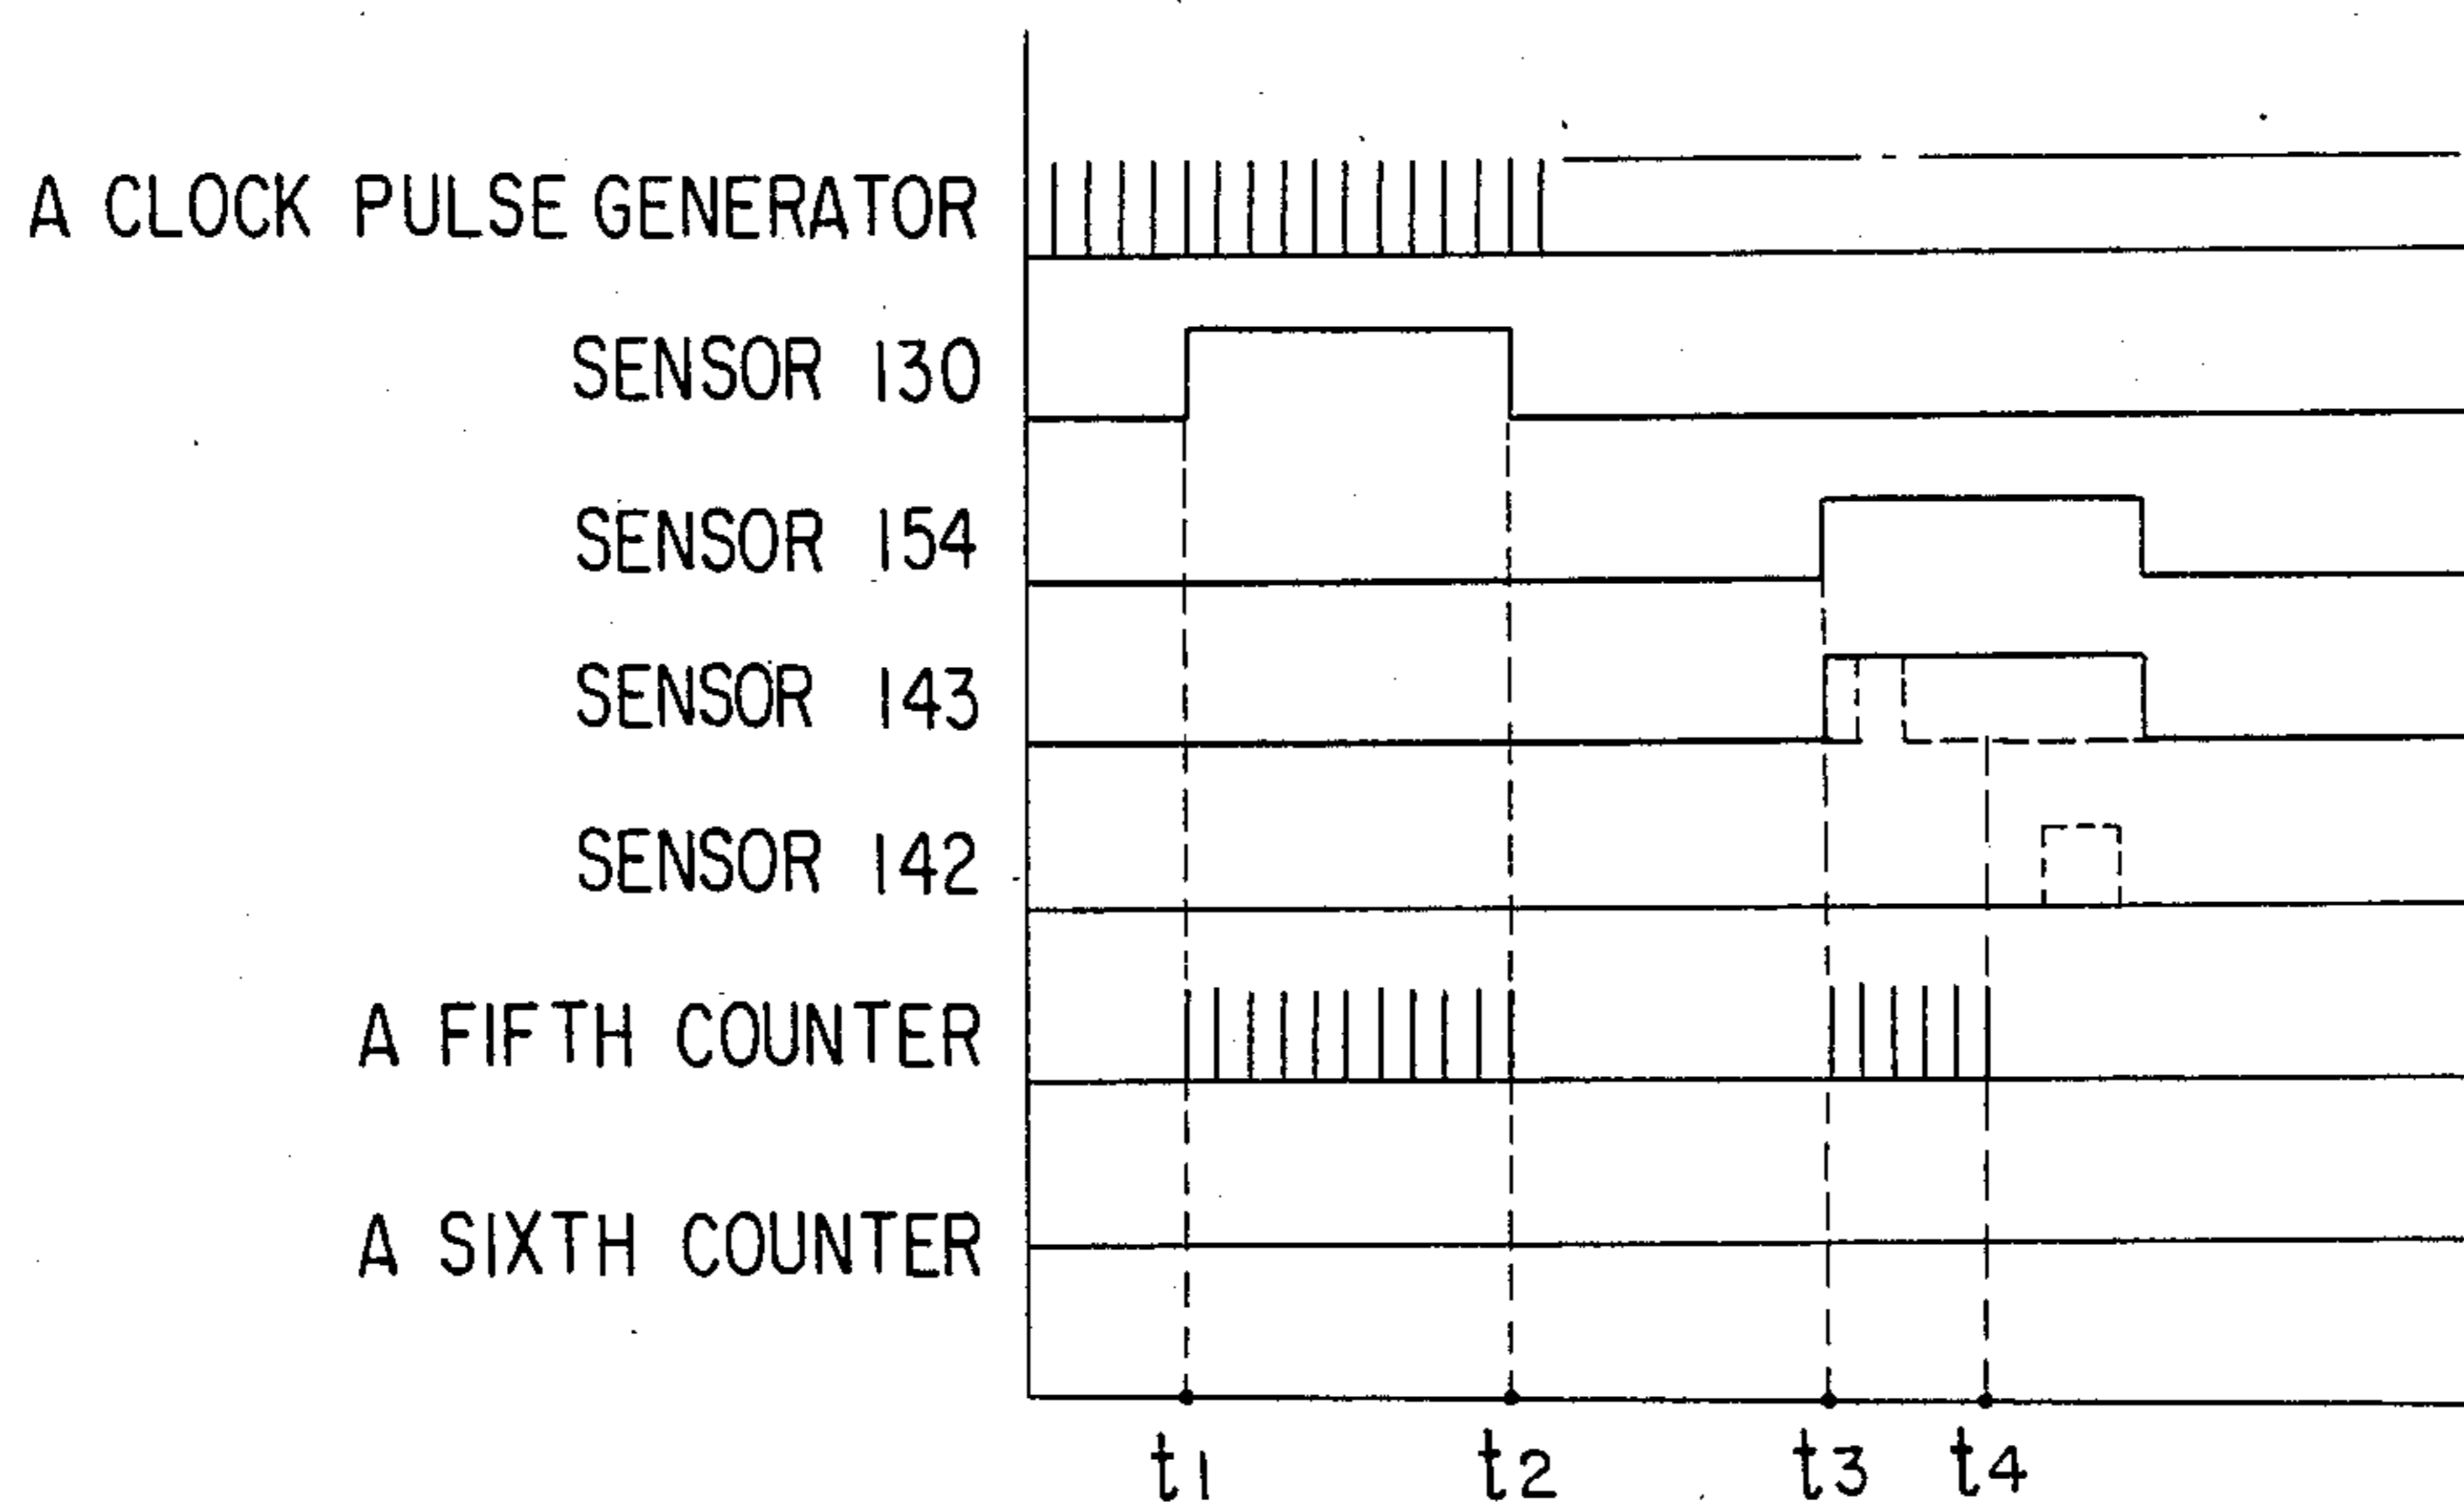 A CLOCK PULSE GENERATOR
SENSOR 130
SENSOR 154
SENSOR 143
SENSOR 142
A FIFTH COUNTER
A SIXTH COUNTER
t1 t2 t3 t4